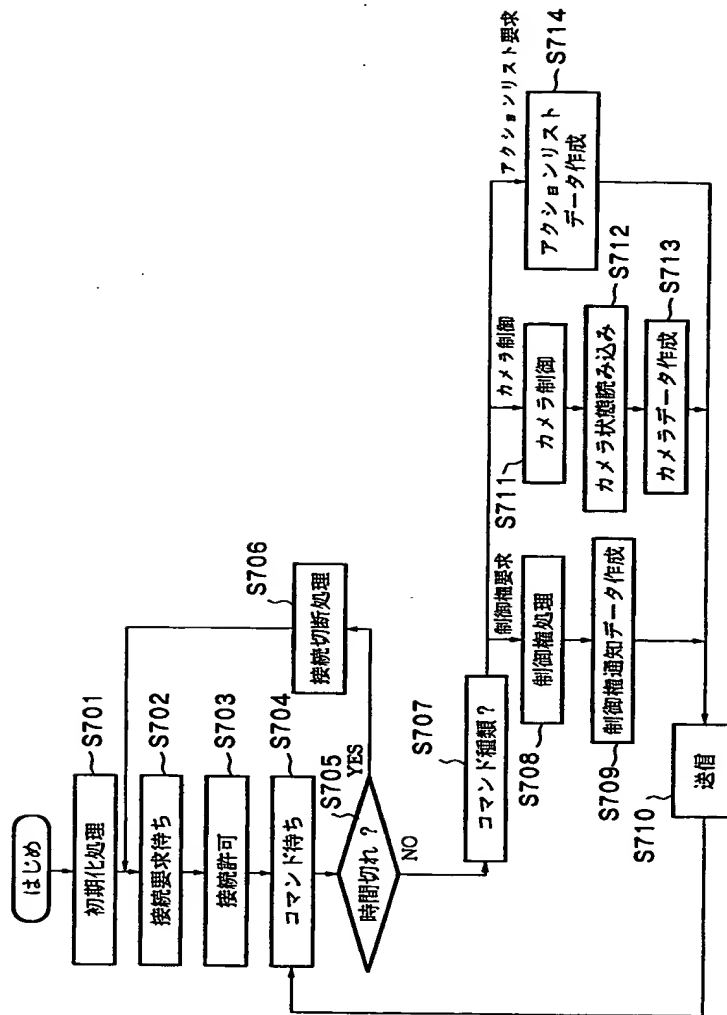 はじめ
初期化処理
S701
接続要求待ち
S702
接続許可
S703
コマンド待ち
S704
時間切れ?
S705
YES
NO
接続切断処理
S706
コマンド種類?
S707
制御権要求
制御権処理
S708
制御権通知データ作成
S709
送信
S710
カメラ制御
カメラ制御
S711
カメラ状態読み込み
S712
カメラデータ作成
S713
アクションリスト要求
アクションリスト
データ作成
S714